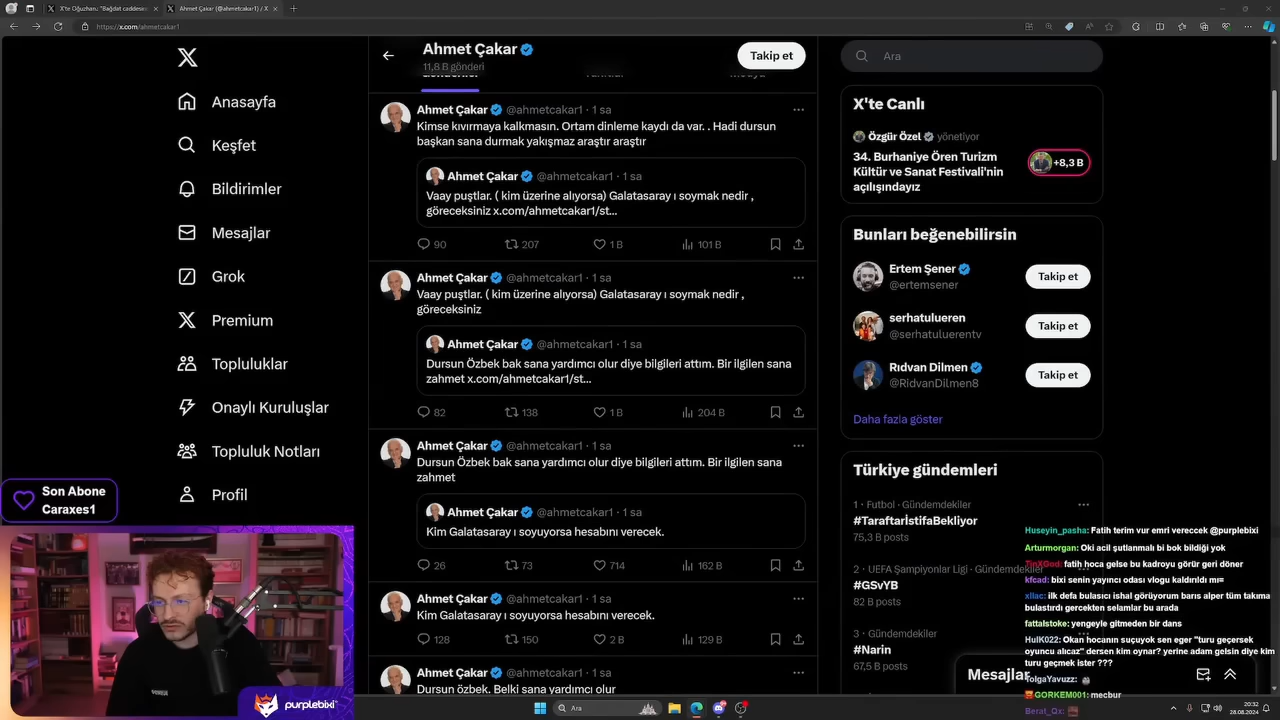 X'te Oğuzhan: "Bağdat caddesi
Ahmet Çakar (@ahmetcakar1) / X
https://x.com/ahmetcakar1
Anasayfa
Keşfet
Bildirimler
Mesajlar
Grok
Premium
Topluluklar
Onaylı Kuruluşlar
Topluluk Notları
Profil
Son Abone
Caraxes1
Ahmet Çakar
11,8 B gönderi
Takip et
Gönderiler
Yanıtlar
Medya
Ahmet Çakar @ahmetcakar1 · 1 sa
Kimse kıvırmaya kalkmasın. Ortam dinleme kaydı da var. . Hadi dursun
başkan sana durmak yakışmaz araştır araştır
Ahmet Çakar @ahmetcakar1 · 1 sa
Vaay puştlar. ( kim üzerine alıyorsa) Galatasaray ı soymak nedir ,
göreceksiniz x.com/ahmetcakar1/st...
90 207 1 B 101 B
Ahmet Çakar @ahmetcakar1 · 1 sa
Vaay puştlar. ( kim üzerine alıyorsa) Galatasaray ı soymak nedir ,
göreceksiniz
Ahmet Çakar @ahmetcakar1 · 1 sa
Dursun Özbek bak sana yardımcı olur diye bilgileri attım. Bir ilgilen sana
zahmet x.com/ahmetcakar1/st...
82 138 1 B 204 B
Ahmet Çakar @ahmetcakar1 · 1 sa
Dursun Özbek bak sana yardımcı olur diye bilgileri attım. Bir ilgilen sana
zahmet
Ahmet Çakar @ahmetcakar1 · 1 sa
Kim Galatasaray ı soyuyorsa hesabını verecek.
26 73 714 162 B
Ahmet Çakar @ahmetcakar1 · 1 sa
Kim Galatasaray ı soyuyorsa hesabını verecek.
128 150 2 B 129 B
Ahmet Çakar @ahmetcakar1 · 1 sa
Dursun özbek. Belki sana yardımcı olur
Ara
X'te Canlı
Özgür Özel yönetiyor
34. Burhaniye Ören Turizm
Kültür ve Sanat Festivali'nin
açılışındayız
+8,3 B
Bunları beğenebilirsin
Ertem Şener
@ertemsener
Takip et
serhatulueren
@serhatuluerentv
Takip et
Rıdvan Dilmen
@RidvanDilmen8
Takip et
Daha fazla göster
Türkiye gündemleri
1 · Futbol · Gündemdekiler
#TaraftarİstifaBekliyor
75,3 B posts
2 · UEFA Şampiyonlar Ligi · Gündemdekiler
#GSvYB
82 B posts
3 · Gündemdekiler
#Narin
67,5 B posts
Mesajlar
Huseyin_pasha: Fatih terim vur emri vereccek @purplebixi
Arturmorgan: Oki acil şutlanmalı bi bok bildiği yok
TinXGod: fatih hoca gelse bu kadroyu görür geri döner
kfcad: bixi senin yayıncı odası vlogu kaldırıldı mı=
xllac: ilk defa bulasıcı ishal görüyorum barıs alper tüm takıma
bulastırdı gercekten selamlar bu arada
fattalstoke: yengeyle gitmeden bir dans
HulK022: Okan hocanın suçuyok sen eger "turu geçersek
oyuncu alıcaz" dersen kim oynar? yerine adam gelsin diye kim
turu geçmek ister ???
TolgaYavuzz:
GORKEM001: mecbur
Berat_Qx:
purplebixi
Ara
20:32
28.08.2024